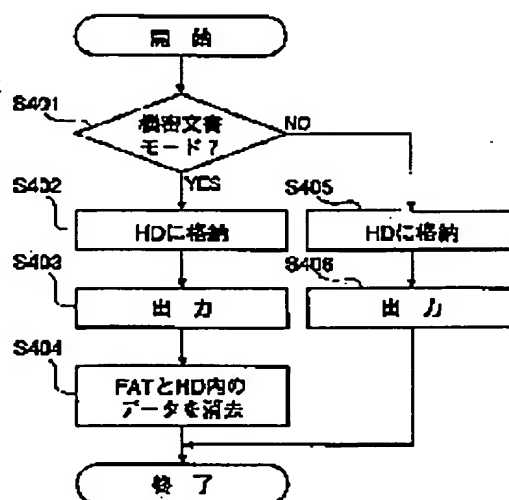 開始
S401
機密文書
モード?
NO
YES
S402
HDに格納
S405
HDに格納
S403
出力
S406
出力
S404
FATとHD内の
データを消去
終了